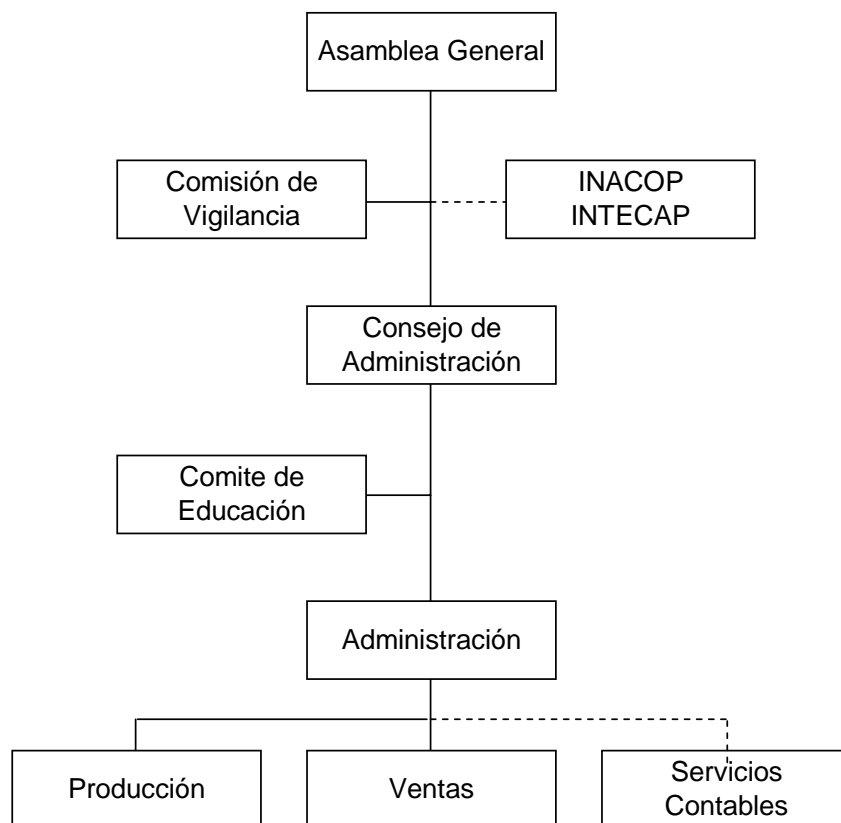 Asamblea General
Comisión de
Vigilancia
INACOP
INTECAP
Consejo de
Administración
Comite de
Educación
Administración
Producción
Ventas
Servicios
Contables